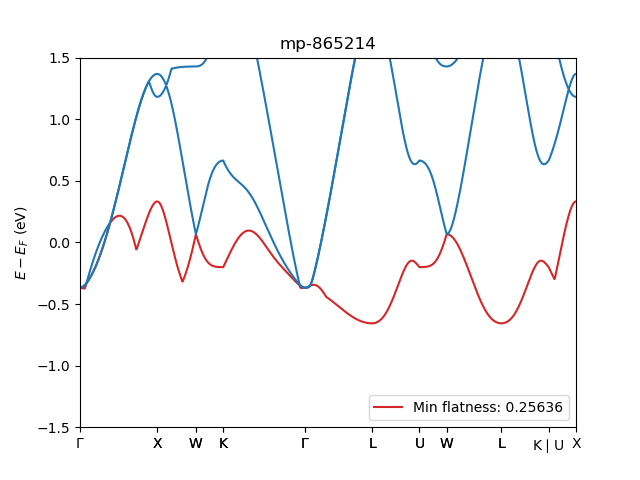 mp-865214
1.5
1.0
0.5
0.0
−0.5
−1.0
−1.5
E − E_F (eV)
Min flatness: 0.25636
Γ X W K Γ L U W L K | U X